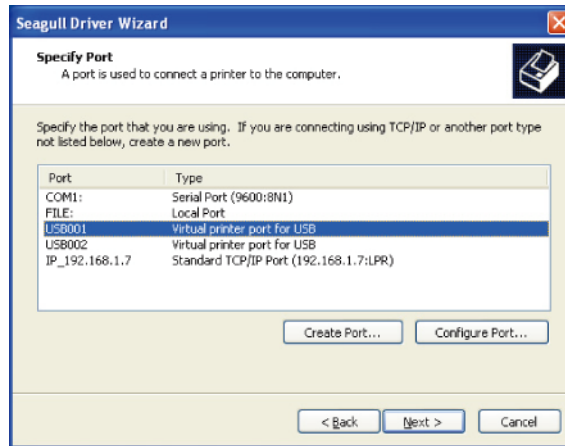 Seagull Driver Wizard
Specify Port
A port is used to connect a printer to the computer.
Specify the port that you are using. If you are connecting using TCP/IP or another port type
not listed below, create a new port.
Port Type
COM1: Serial Port (9600:8N1)
FILE: Local Port
USB001 Virtual printer port for USB
USB002 Virtual printer port for USB
IP_192.168.1.7 Standard TCP/IP Port (192.168.1.7:LPR)
Create Port... Configure Port...
< Back Next > Cancel